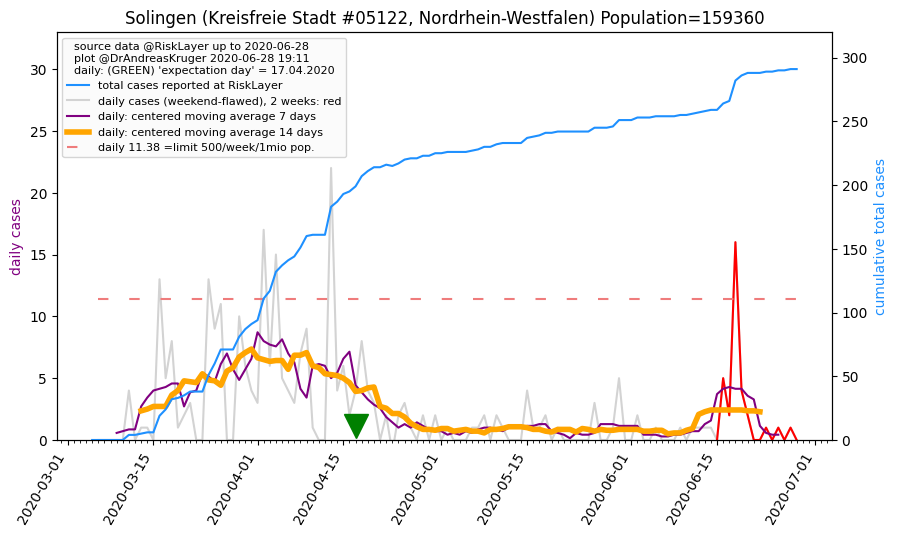 Solingen (Kreisfreie Stadt #05122, Nordrhein-Westfalen) Population=159360
source data @RiskLayer up to 2020-06-28
plot @DrAndreasKruger 2020-06-28 19:11
daily: (GREEN) 'expectation day' = 17.04.2020
total cases reported at RiskLayer
daily cases (weekend-flawed), 2 weeks: red
daily: centered moving average 7 days
daily: centered moving average 14 days
daily 11.38 =limit 500/week/1mio pop.
daily cases
30
25
20
15
10
5
0
cumulative total cases
300
250
200
150
100
50
0
2020-03-01
2020-03-15
2020-04-01
2020-04-15
2020-05-01
2020-05-15
2020-06-01
2020-06-15
2020-07-01